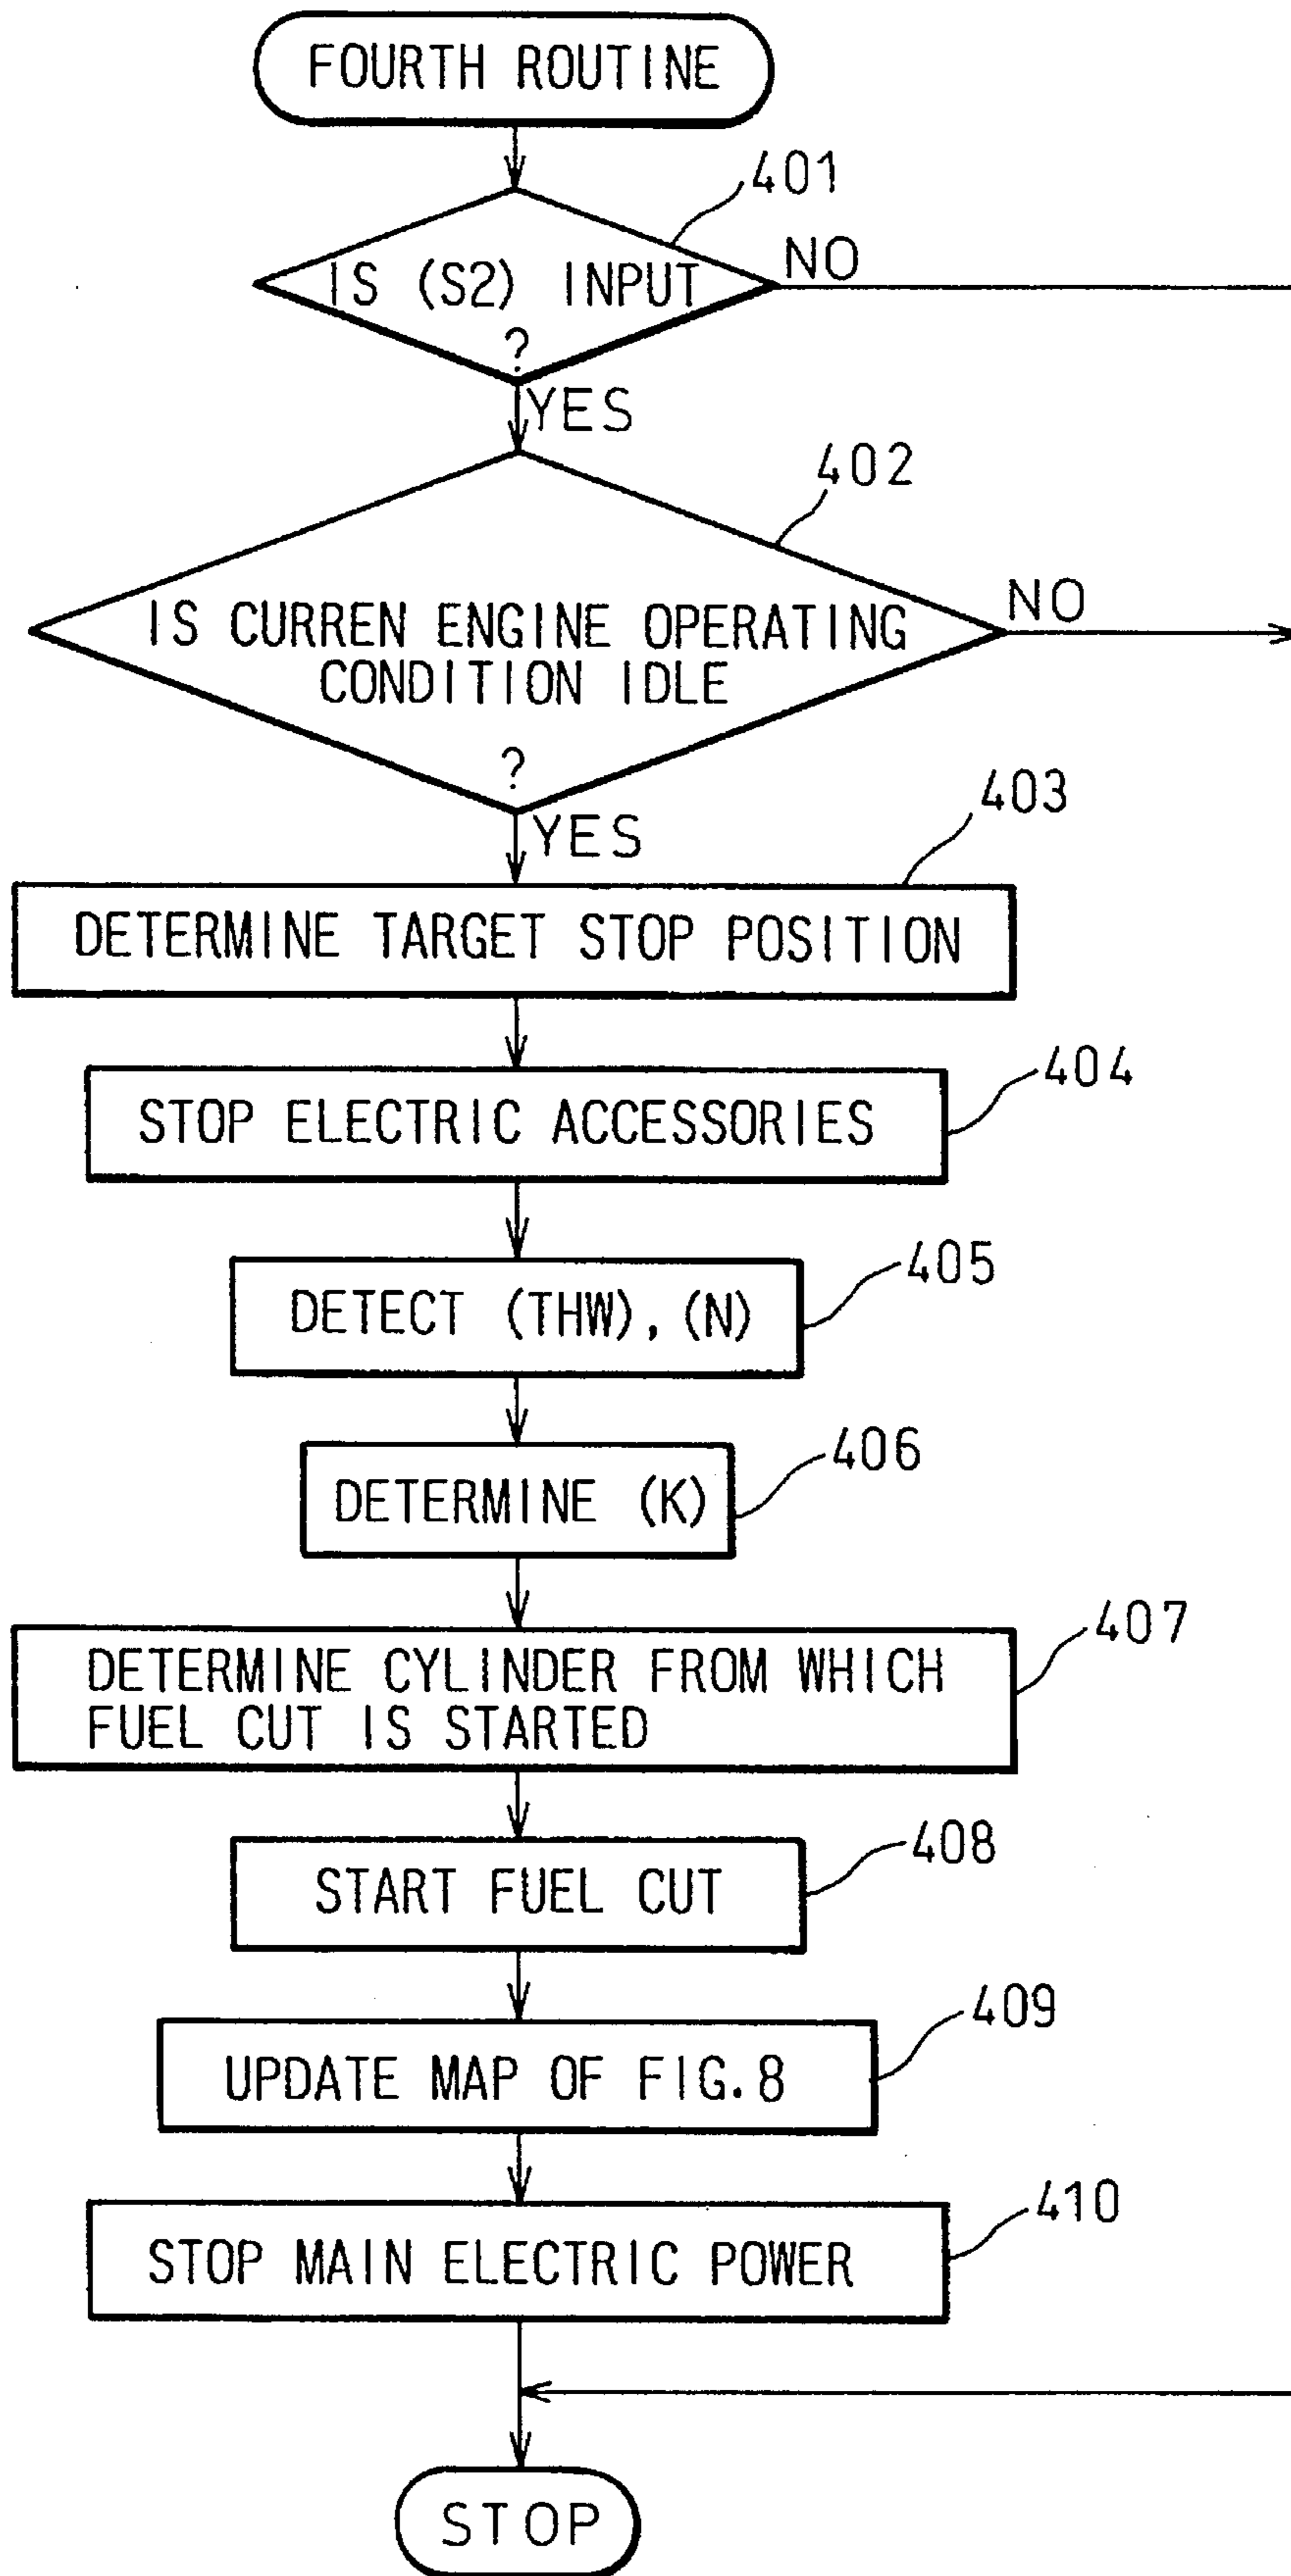 FOURTH ROUTINE
401
IS (S2) INPUT
?
NO
YES
402
IS CURREN ENGINE OPERATING
CONDITION IDLE
?
NO
YES
403
DETERMINE TARGET STOP POSITION
404
STOP ELECTRIC ACCESSORIES
405
DETECT (THW), (N)
406
DETERMINE (K)
407
DETERMINE CYLINDER FROM WHICH
FUEL CUT IS STARTED
408
START FUEL CUT
409
UPDATE MAP OF FIG.8
410
STOP MAIN ELECTRIC POWER
STOP